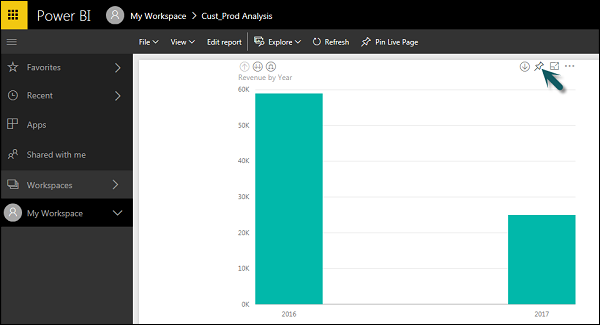 Power BI My Workspace > Cust_Prod Analysis
File View Edit report Explore Refresh Pin Live Page
Favorites
Recent
Apps
Shared with me
Workspaces
My Workspace
Revenue by Year
60K
50K
40K
30K
20K
10K
0K
2016 2017